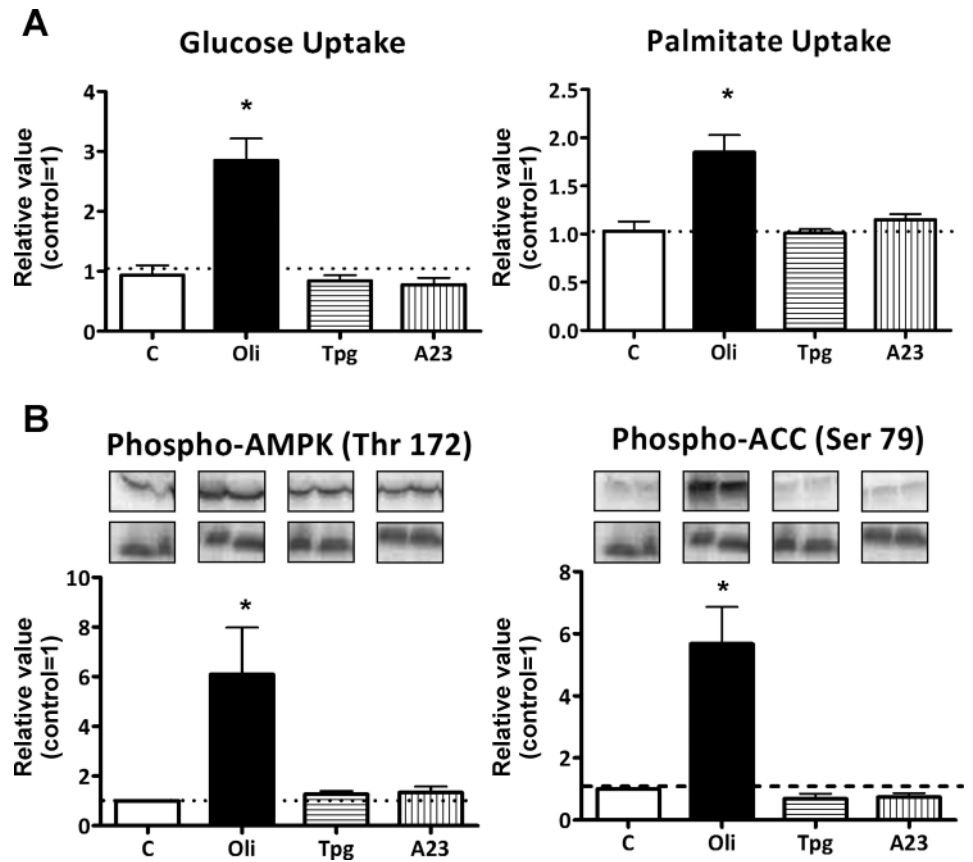 A
Glucose Uptake
Relative value
(control=1)
4
3
2
1
0
*
C Oli Tpg A23
Palmitate Uptake
Relative value
(control=1)
2.5
2.0
1.5
1.0
0.5
0.0
*
C Oli Tpg A23
B
Phospho-AMPK (Thr 172)
Relative value
(control=1)
10
8
6
4
2
0
*
C Oli Tpg A23
Phospho-ACC (Ser 79)
Relative value
(control=1)
8
6
4
2
0
*
C Oli Tpg A23